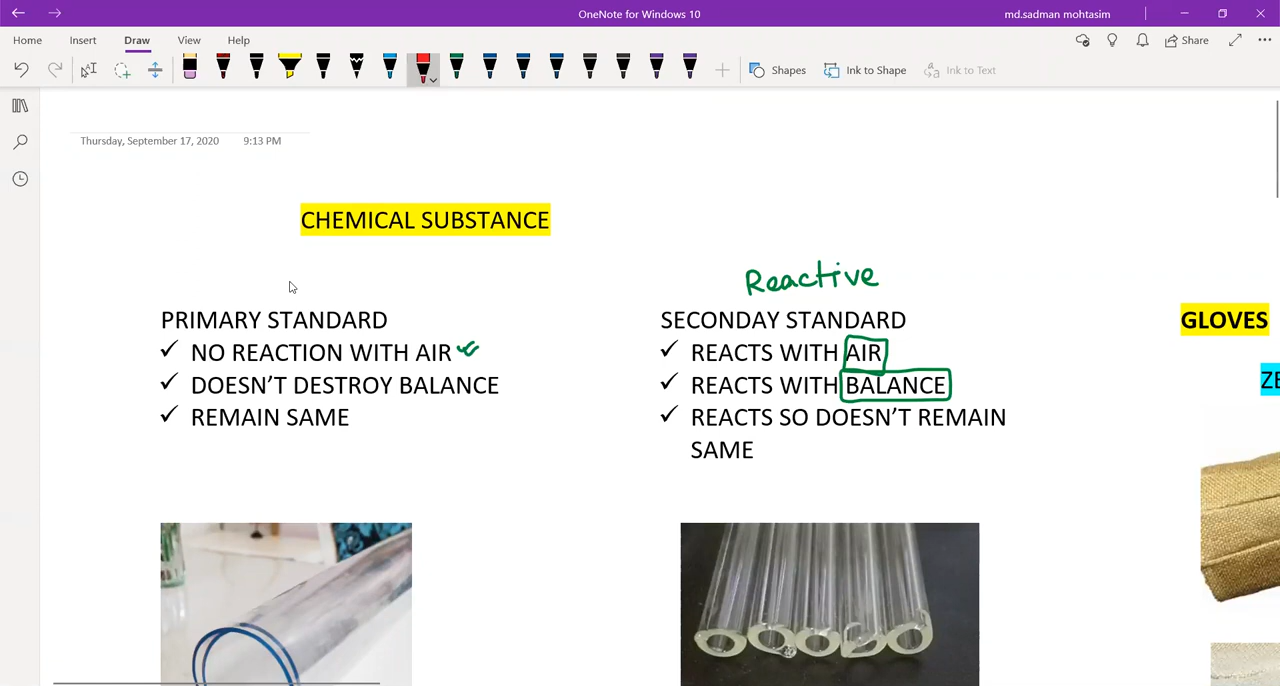 OneNote for Windows 10
md.sadman mohtasim
Home Insert Draw View Help
Share
Shapes
Ink to Shape
Ink to Text
Thursday, September 17, 2020 9:13 PM
CHEMICAL SUBSTANCE
Reactive
PRIMARY STANDARD
✓ NO REACTION WITH AIR
✓ DOESN’T DESTROY BALANCE
✓ REMAIN SAME
SECONDAY STANDARD
✓ REACTS WITH AIR
✓ REACTS WITH BALANCE
✓ REACTS SO DOESN’T REMAIN
SAME
GLOVES
ZE